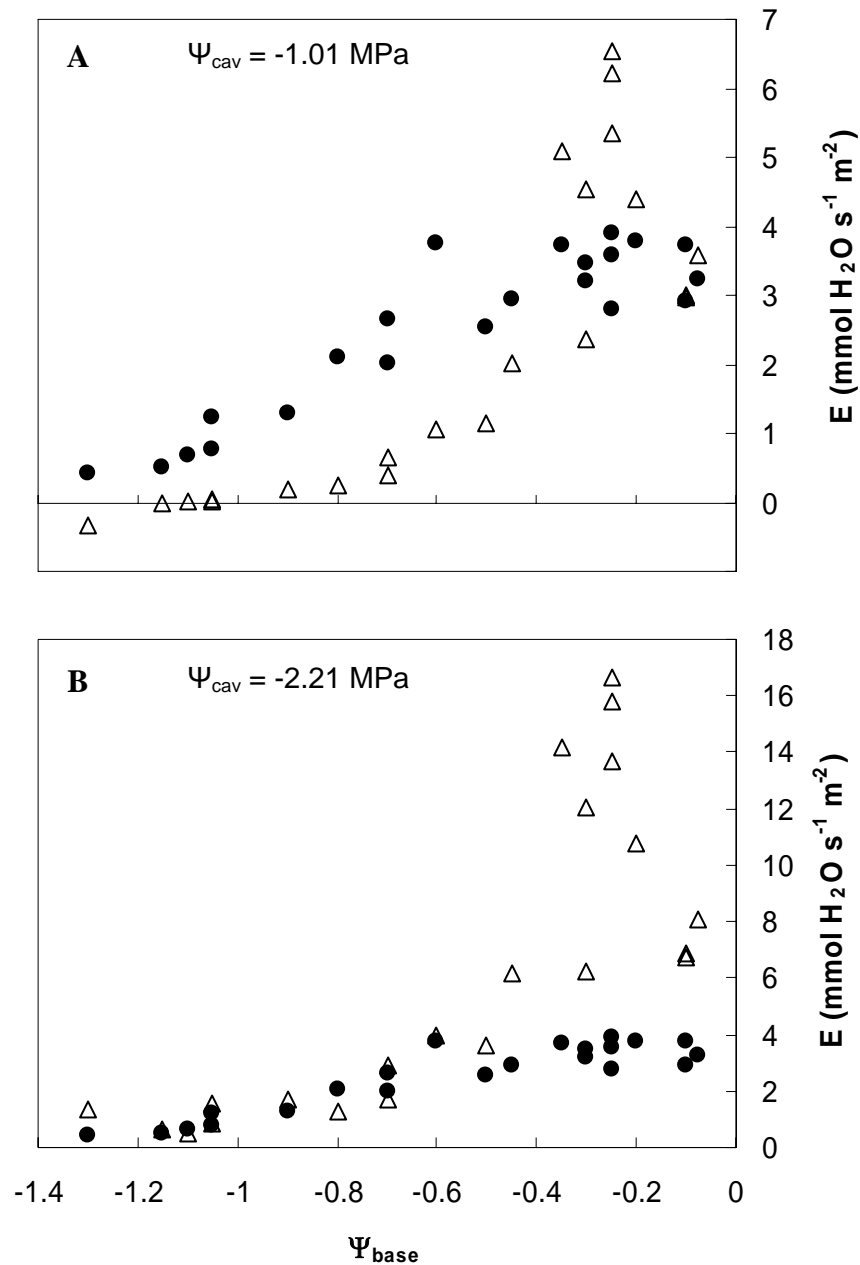 A
Ψcav = -1.01 MPa
7
6
5
4
3
2
1
0
E (mmol H2O s-1 m-2)
B
Ψcav = -2.21 MPa
18
16
14
12
10
8
6
4
2
0
E (mmol H2O s-1 m-2)
-1.4 -1.2 -1 -0.8 -0.6 -0.4 -0.2 0
Ψbase